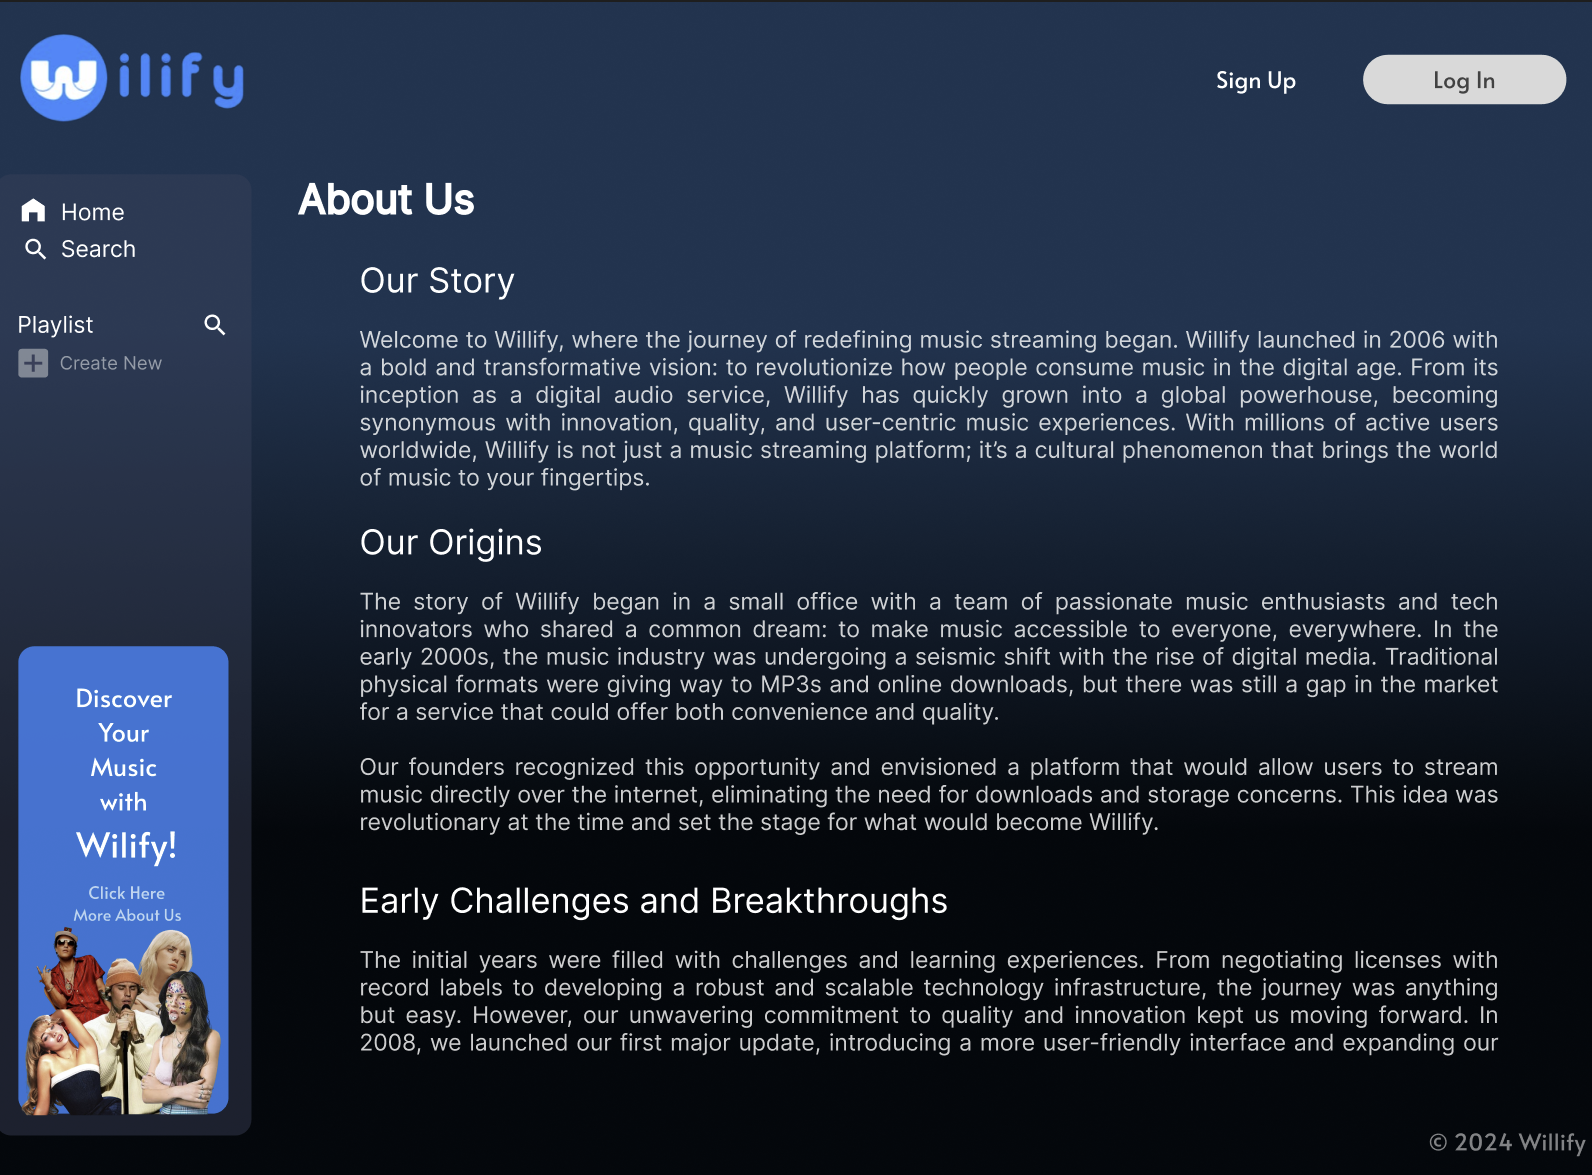 Wilify
Sign Up
Log In
Home
Search
Playlist
Create New
Discover
Your
Music
with
Wilify!
Click Here
More About Us
About Us
Our Story
Welcome to Willify, where the journey of redefining music streaming began. Willify launched in 2006 with
a bold and transformative vision: to revolutionize how people consume music in the digital age. From its
inception as a digital audio service, Willify has quickly grown into a global powerhouse, becoming
synonymous with innovation, quality, and user-centric music experiences. With millions of active users
worldwide, Willify is not just a music streaming platform; it’s a cultural phenomenon that brings the world
of music to your fingertips.
Our Origins
The story of Willify began in a small office with a team of passionate music enthusiasts and tech
innovators who shared a common dream: to make music accessible to everyone, everywhere. In the
early 2000s, the music industry was undergoing a seismic shift with the rise of digital media. Traditional
physical formats were giving way to MP3s and online downloads, but there was still a gap in the market
for a service that could offer both convenience and quality.
Our founders recognized this opportunity and envisioned a platform that would allow users to stream
music directly over the internet, eliminating the need for downloads and storage concerns. This idea was
revolutionary at the time and set the stage for what would become Willify.
Early Challenges and Breakthroughs
The initial years were filled with challenges and learning experiences. From negotiating licenses with
record labels to developing a robust and scalable technology infrastructure, the journey was anything
but easy. However, our unwavering commitment to quality and innovation kept us moving forward. In
2008, we launched our first major update, introducing a more user-friendly interface and expanding our
© 2024 Willify